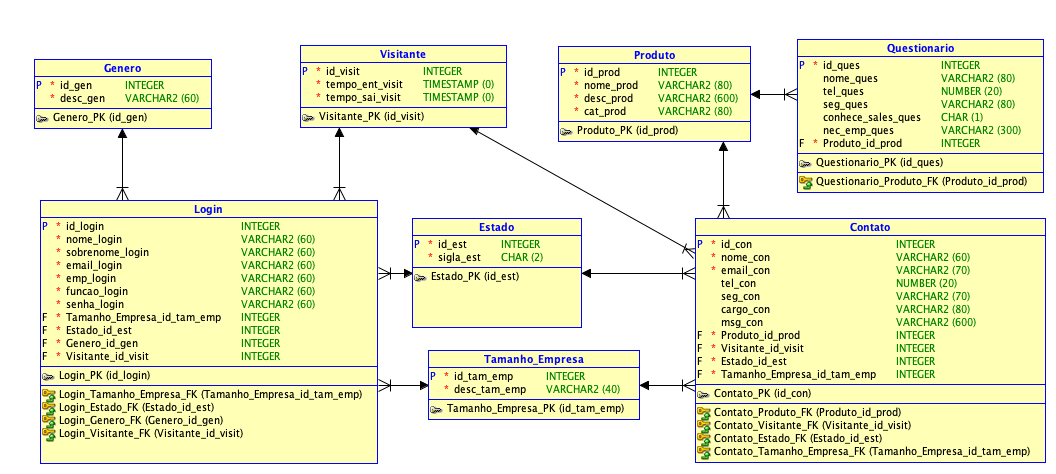 Genero
P * id_gen INTEGER
* desc_gen VARCHAR2 (60)
Genero_PK (id_gen)
Visitante
P * id_visit INTEGER
* tempo_ent_visit TIMESTAMP (0)
* tempo_sai_visit TIMESTAMP (0)
Visitante_PK (id_visit)
Produto
P * id_prod INTEGER
* nome_prod VARCHAR2 (80)
* desc_prod VARCHAR2 (600)
* cat_prod VARCHAR2 (80)
Produto_PK (id_prod)
Questionario
P * id_ques INTEGER
nome_ques VARCHAR2 (80)
tel_ques NUMBER (20)
seg_ques VARCHAR2 (80)
conhece_sales_ques CHAR (1)
nec_emp_ques VARCHAR2 (300)
F * Produto_id_prod INTEGER
Questionario_PK (id_ques)
Questionario_Produto_FK (Produto_id_prod)
Login
P * id_login INTEGER
* nome_login VARCHAR2 (60)
* sobrenome_login VARCHAR2 (60)
* email_login VARCHAR2 (60)
* emp_login VARCHAR2 (60)
* funcao_login VARCHAR2 (60)
* senha_login VARCHAR2 (60)
F * Tamanho_Empresa_id_tam_emp INTEGER
F * Estado_id_est INTEGER
F * Genero_id_gen INTEGER
F * Visitante_id_visit INTEGER
Login_PK (id_login)
Login_Tamanho_Empresa_FK (Tamanho_Empresa_id_tam_emp)
Login_Estado_FK (Estado_id_est)
Login_Genero_FK (Genero_id_gen)
Login_Visitante_FK (Visitante_id_visit)
Estado
P * id_est INTEGER
* sigla_est CHAR (2)
Estado_PK (id_est)
Tamanho_Empresa
P * id_tam_emp INTEGER
* desc_tam_emp VARCHAR2 (40)
Tamanho_Empresa_PK (id_tam_emp)
Contato
P * id_con INTEGER
* nome_con VARCHAR2 (60)
* email_con VARCHAR2 (70)
tel_con NUMBER (20)
seg_con VARCHAR2 (70)
cargo_con VARCHAR2 (80)
msg_con VARCHAR2 (600)
F * Produto_id_prod INTEGER
F * Visitante_id_visit INTEGER
F * Estado_id_est INTEGER
F * Tamanho_Empresa_id_tam_emp INTEGER
Contato_PK (id_con)
Contato_Produto_FK (Produto_id_prod)
Contato_Visitante_FK (Visitante_id_visit)
Contato_Estado_FK (Estado_id_est)
Contato_Tamanho_Empresa_FK (Tamanho_Empresa_id_tam_emp)